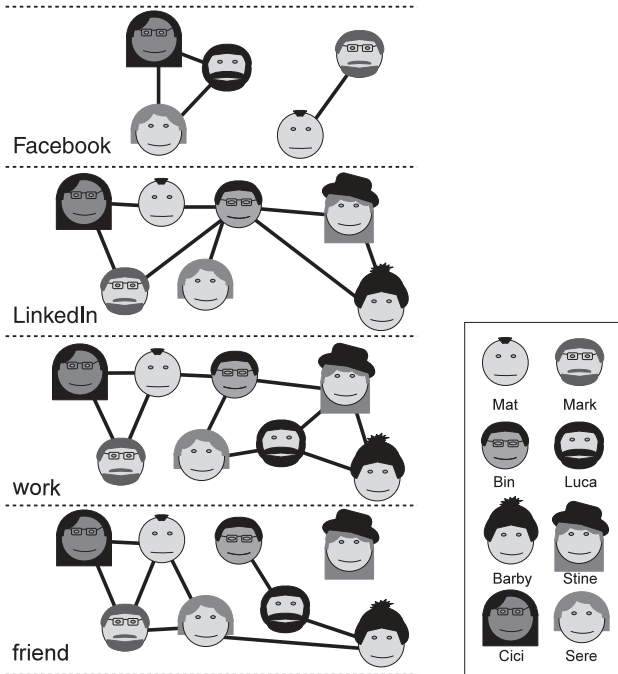 Facebook
LinkedIn
work
friend
Mat Mark
Bin Luca
Barby Stine
Cici Sere